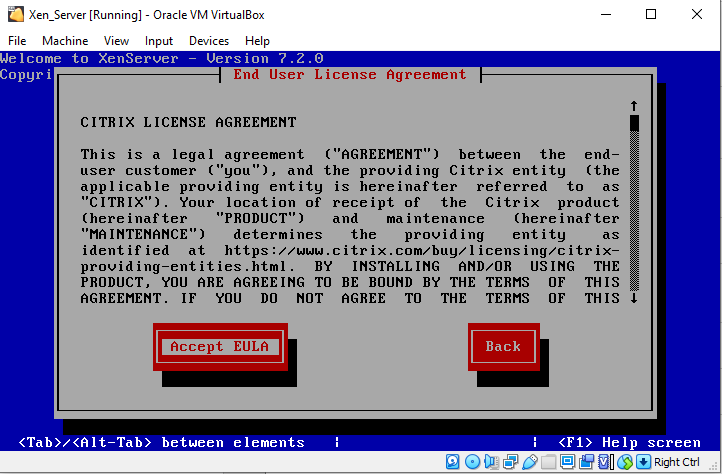 Xen_Server [Running] - Oracle VM VirtualBox
File Machine View Input Devices Help
Welcome to XenServer - Version 7.2.0
Copyri
End User License Agreement
CITRIX LICENSE AGREEMENT
This is a legal agreement ("AGREEMENT") between the end-
user customer ("you"), and the providing Citrix entity (the
applicable providing entity is hereinafter referred to as
"CITRIX"). Your location of receipt of the Citrix product
(hereinafter "PRODUCT") and maintenance (hereinafter
"MAINTENANCE") determines the providing entity as
identified at https://www.citrix.com/buy/licensing/citrix-
providing-entities.html. BY INSTALLING AND/OR USING THE
PRODUCT, YOU ARE AGREEING TO BE BOUND BY THE TERMS OF THIS
AGREEMENT. IF YOU DO NOT AGREE TO THE TERMS OF THIS
Accept EULA Back
<Tab>/<Alt-Tab> between elements | | <F1> Help screen
Right Ctrl